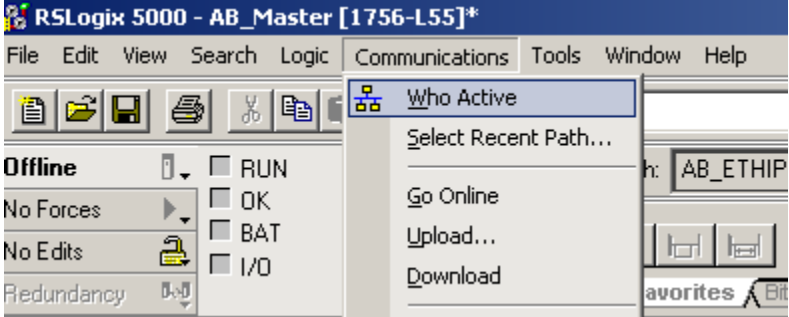 RSLogix 5000 - AB_Master [1756-L55]*
File Edit View Search Logic Communications Tools Window Help
Who Active
Select Recent Path...
Offline RUN AB_ETHIP
No Forces OK Go Online
BAT Upload...
No Edits
I/O Download
Redundancy